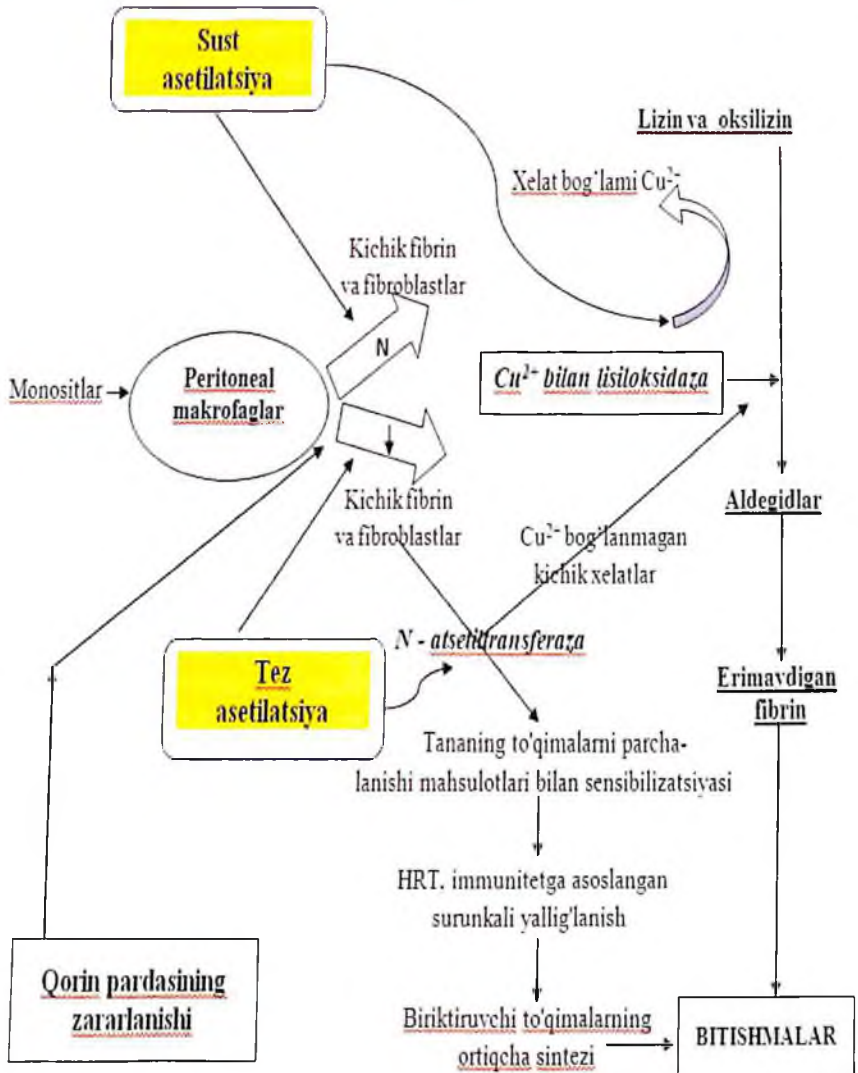 Sust
asetilatsiya
Lizin va oksilizin
Xelat bog‘lami Cu²⁻
Kichik fibrin
va fibroblastlar
N
Monositlar
Peritoneal
makrofaglar
Cu²⁺ bilan lisiloksidaza
Kichik fibrin
va fibroblastlar
Aldegidlar
Cu²⁻ bog‘lanmagan
kichik xelatlar
N - atsetiltransferaza
Tez
asetilatsiya
Erimavdigan
fibrin
Tananing to'qimalarni parcha-
lanishi mahsulotlari bilan sensibilizatsiyasi
HRT. immunitetga asoslangan
surunkali yallig'lanish
Qorin pardasining
zararlanishi
Biriktiruvchi to'qimalarning
ortiqcha sintezi
BITISHMALAR